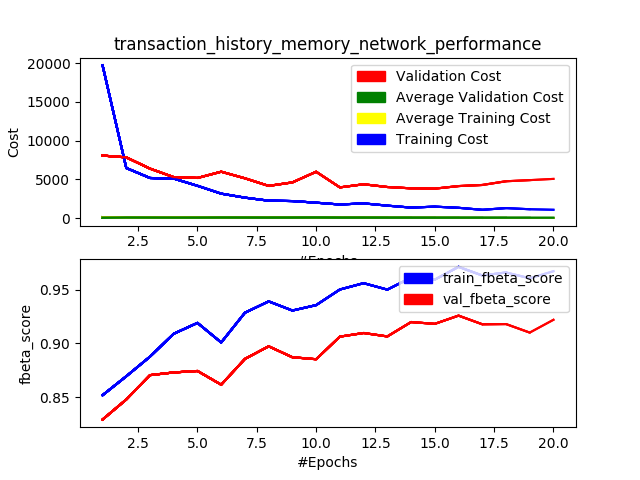 transaction_history_memory_network_performance
Cost
20000
15000
10000
5000
0
Validation Cost
Average Validation Cost
Average Training Cost
Training Cost
2.5 5.0 7.5 10.0 12.5 15.0 17.5 20.0
#Epochs
fbeta_score
0.95
0.90
0.85
train_fbeta_score
val_fbeta_score
2.5 5.0 7.5 10.0 12.5 15.0 17.5 20.0
#Epochs